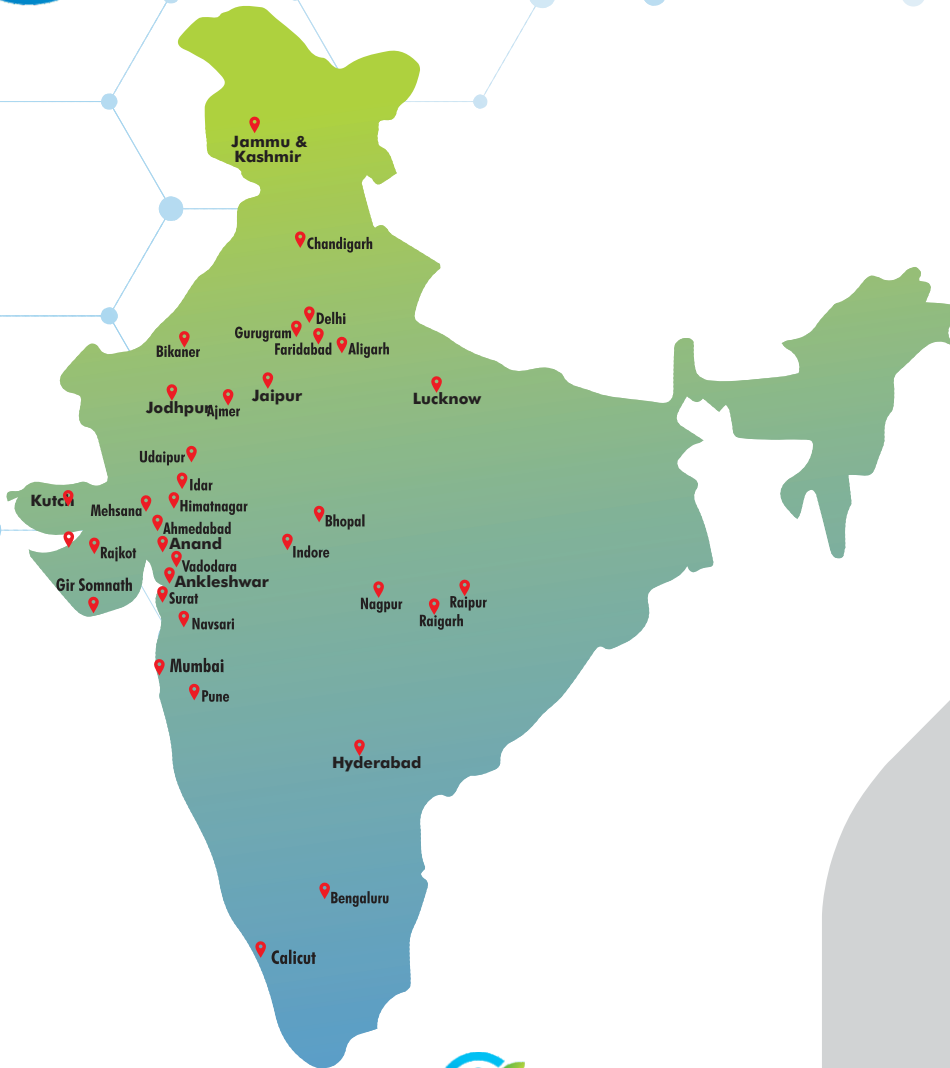 Jammu &
Kashmir
Chandigarh
Delhi
Gurugram
Faridabad
Aligarh
Bikaner
Jaipur
Lucknow
Jodhpur
Ajmer
Udaipur
Idar
Kutch
Mehsana
Himatnagar
Ahmedabad
Bhopal
Anand
Rajkot
Indore
Vadodara
Ankleshwar
Gir Somnath
Surat
Nagpur
Raipur
Raigarh
Navsari
Mumbai
Pune
Hyderabad
Bengaluru
Calicut